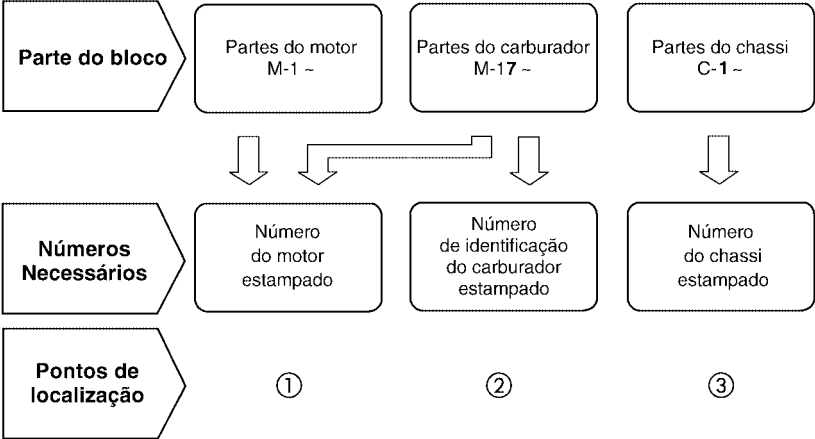 Parte do bloco
Partes do motor
M-1 ~
Partes do carburador
M-17 ~
Partes do chassi
C-1 ~
Números
Necessários
Número
do motor
estampado
Número
de identificação
do carburador
estampado
Número
do chassi
estampado
Pontos de
localização
①
②
③